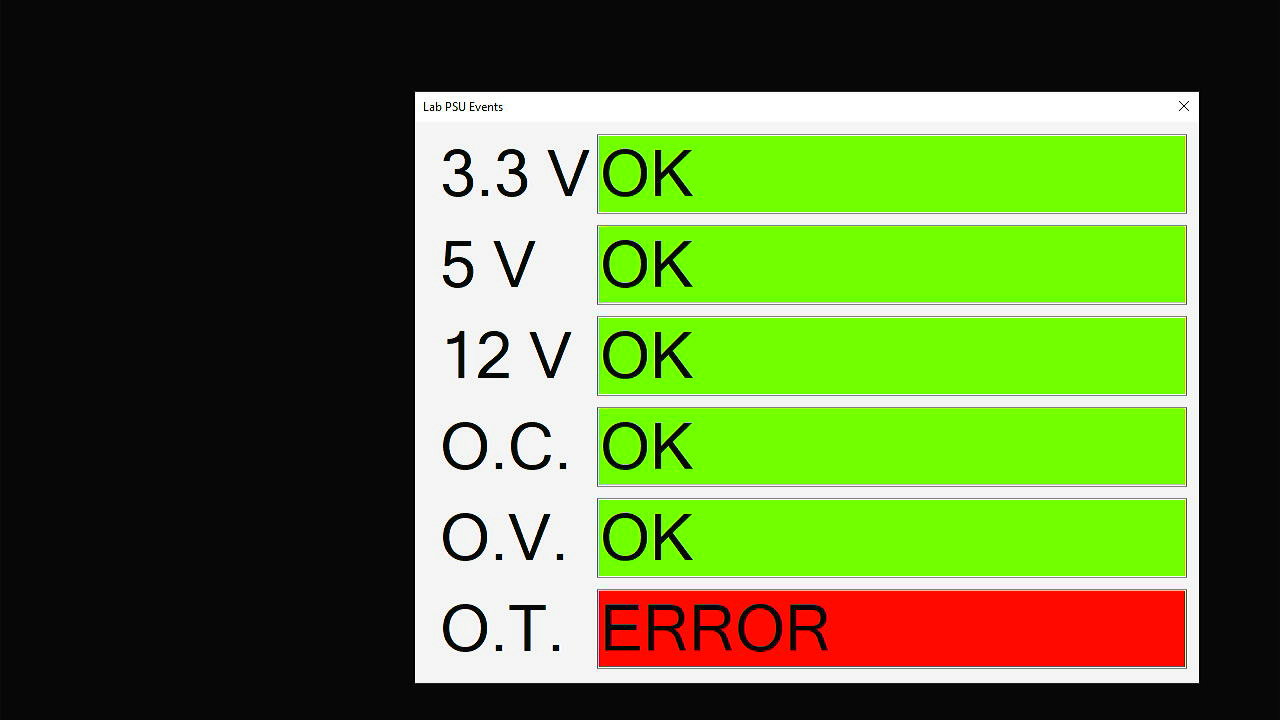 Lab PSU Events
3.3 V OK
5 V OK
12 V OK
O.C. OK
O.V. OK
O.T. ERROR